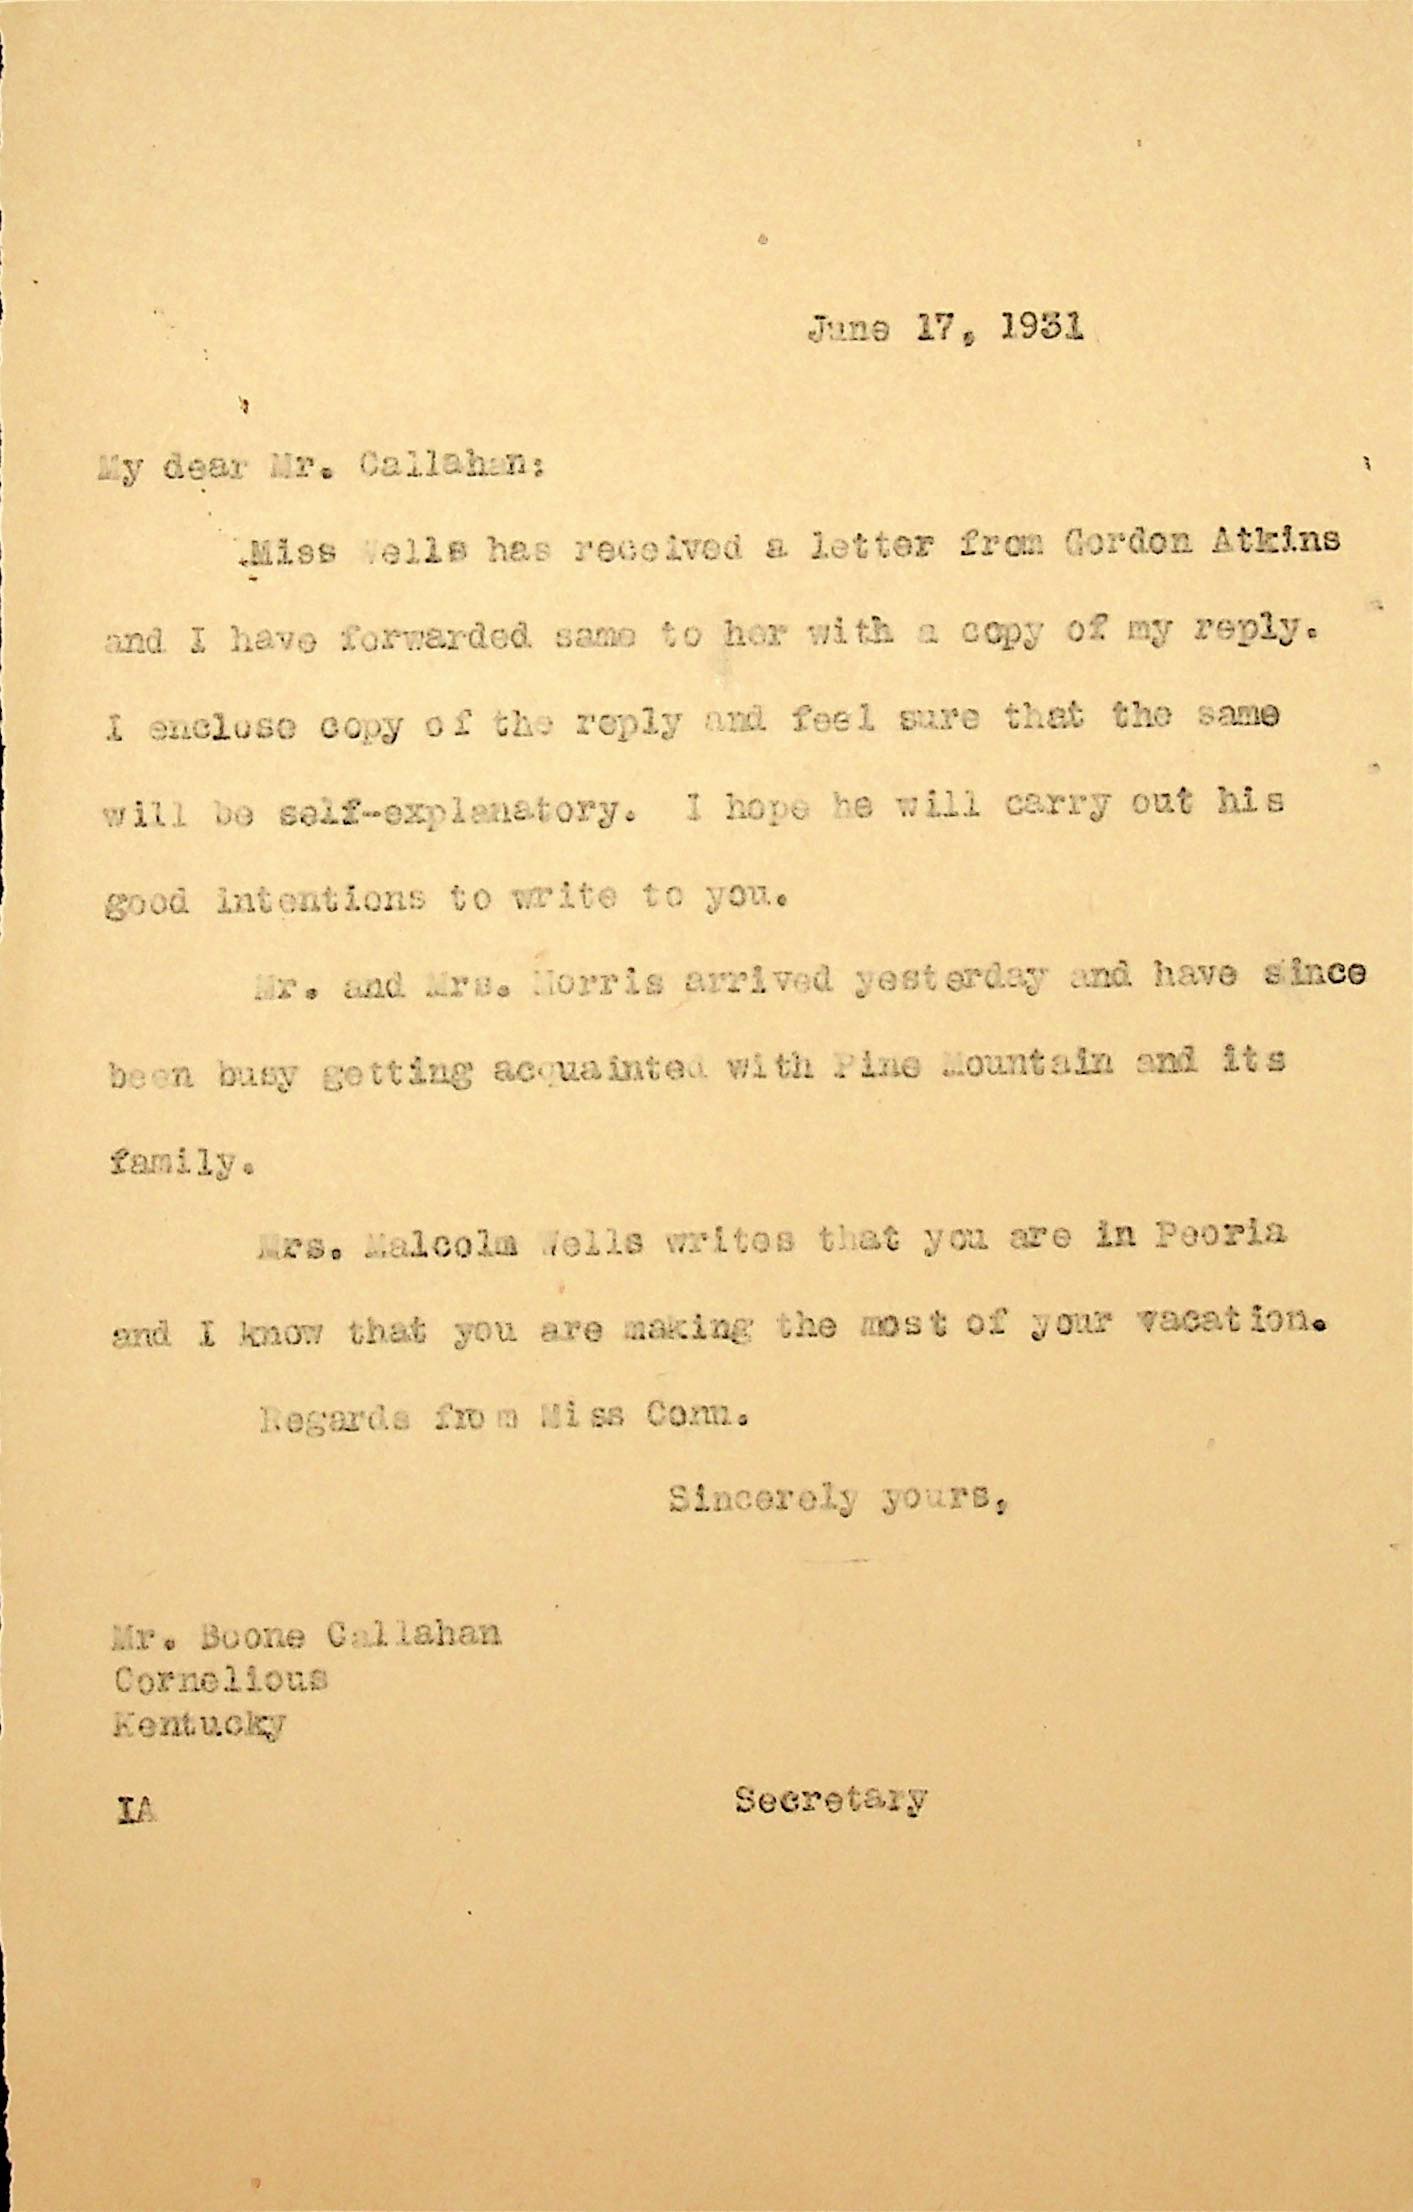 June 17, 1931
My dear Mr. Callahan:
Miss Wells has received a letter from Gordon Atkins
and I have forwarded same to her with a copy of my reply.
I enclose copy of the reply and feel sure that the same
will be self-explanatory. I hope he will carry out his
good intentions to write to you.
Mr. and Mrs. Morris arrived yesterday and have since
been busy getting acquainted with Pine Mountain and its
family.
Mrs. Malcolm Wells writes that you are in Peoria
and I know that you are making the most of your vacation.
Regards from Miss Conn.
Sincerely yours,
Mr. Boone Callahan
Cornelious
Kentucky
IA
Secretary